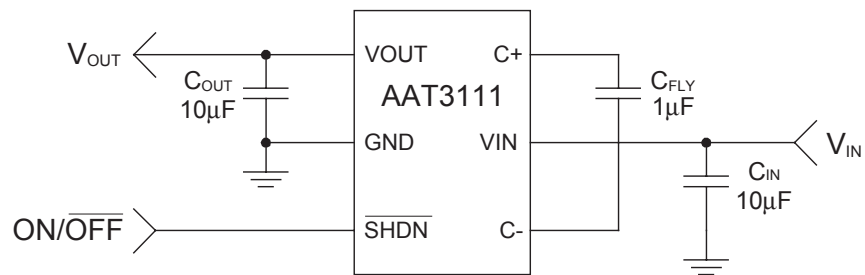 VOUT
COUT
10µF
VOUT
C+
AAT3111
GND
VIN
SHDN
C-
CFLY
1µF
VIN
CIN
10µF
ON/OFF